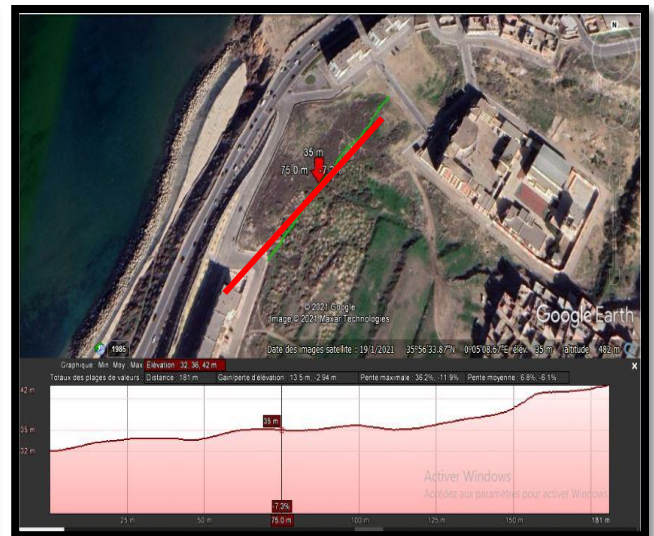 N
35 m
75.0 m -7.3%
© 2021 Google
Image © 2021 Maxar Technologies
Google Earth
1985
Date des images satellite : 19/1/2021 35°56'33.87"N 0°05'08.67"E élév. 35 m altitude 482 m
Graphique : Min, Moy, Max Élévation : 32, 36, 42 m
X
Totaux des plages de valeurs : Distance : 181 m Gain/perte d'élévation : 13.5 m, -2.94 m Pente maximale : 36.2%, -11.9% Pente moyenne : 6.8%, -6.1%
42 m
35 m
35 m
32 m
Activer Windows
Accédez aux paramètres pour activer Windows.
-7.3%
25 m 50 m 75.0 m 100 m 125 m 150 m 181 m